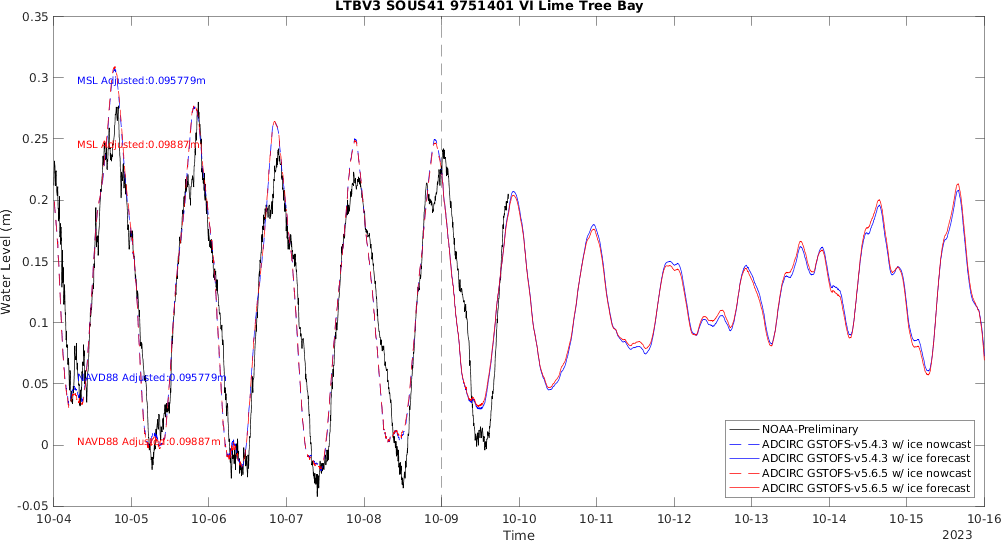 LTBV3 SOUS41 9751401 VI Lime Tree Bay
0.35
0.3
0.25
0.2
0.15
0.1
0.05
0
-0.05
Water Level (m)
MSL Adjusted:0.095779m
MSL Adjusted:0.09887m
NAVD88 Adjusted:0.095779m
NAVD88 Adjusted:0.09887m
NOAA-Preliminary
ADCIRC GSTOFS-v5.4.3 w/ ice nowcast
ADCIRC GSTOFS-v5.4.3 w/ ice forecast
ADCIRC GSTOFS-v5.6.5 w/ ice nowcast
ADCIRC GSTOFS-v5.6.5 w/ ice forecast
10-04 10-05 10-06 10-07 10-08 10-09 10-10 10-11 10-12 10-13 10-14 10-15 10-16
Time
2023